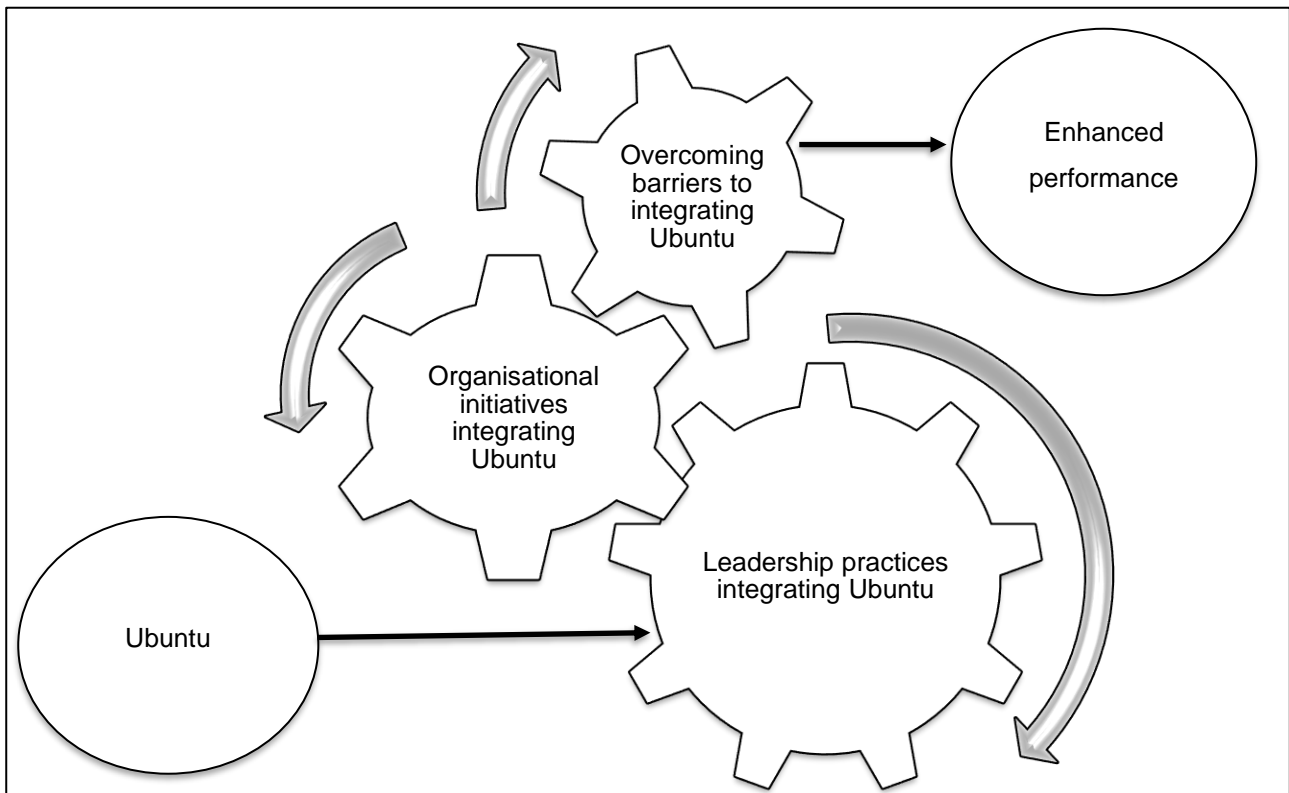 Overcoming
barriers to
integrating
Ubuntu
Enhanced
performance
Organisational
initiatives
integrating
Ubuntu
Leadership practices
integrating Ubuntu
Ubuntu